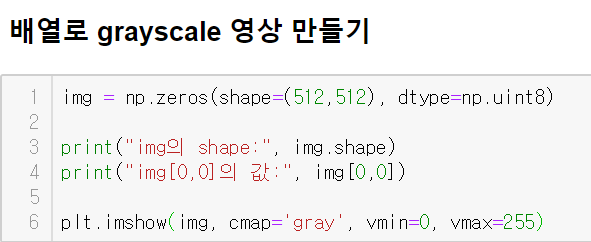 배열로 grayscale 영상 만들기
1 img = np.zeros(shape=(512,512), dtype=np.uint8)
2
3 print("img의 shape:", img.shape)
4 print("img[0,0]의 값:", img[0,0])
5
6 plt.imshow(img, cmap='gray', vmin=0, vmax=255)